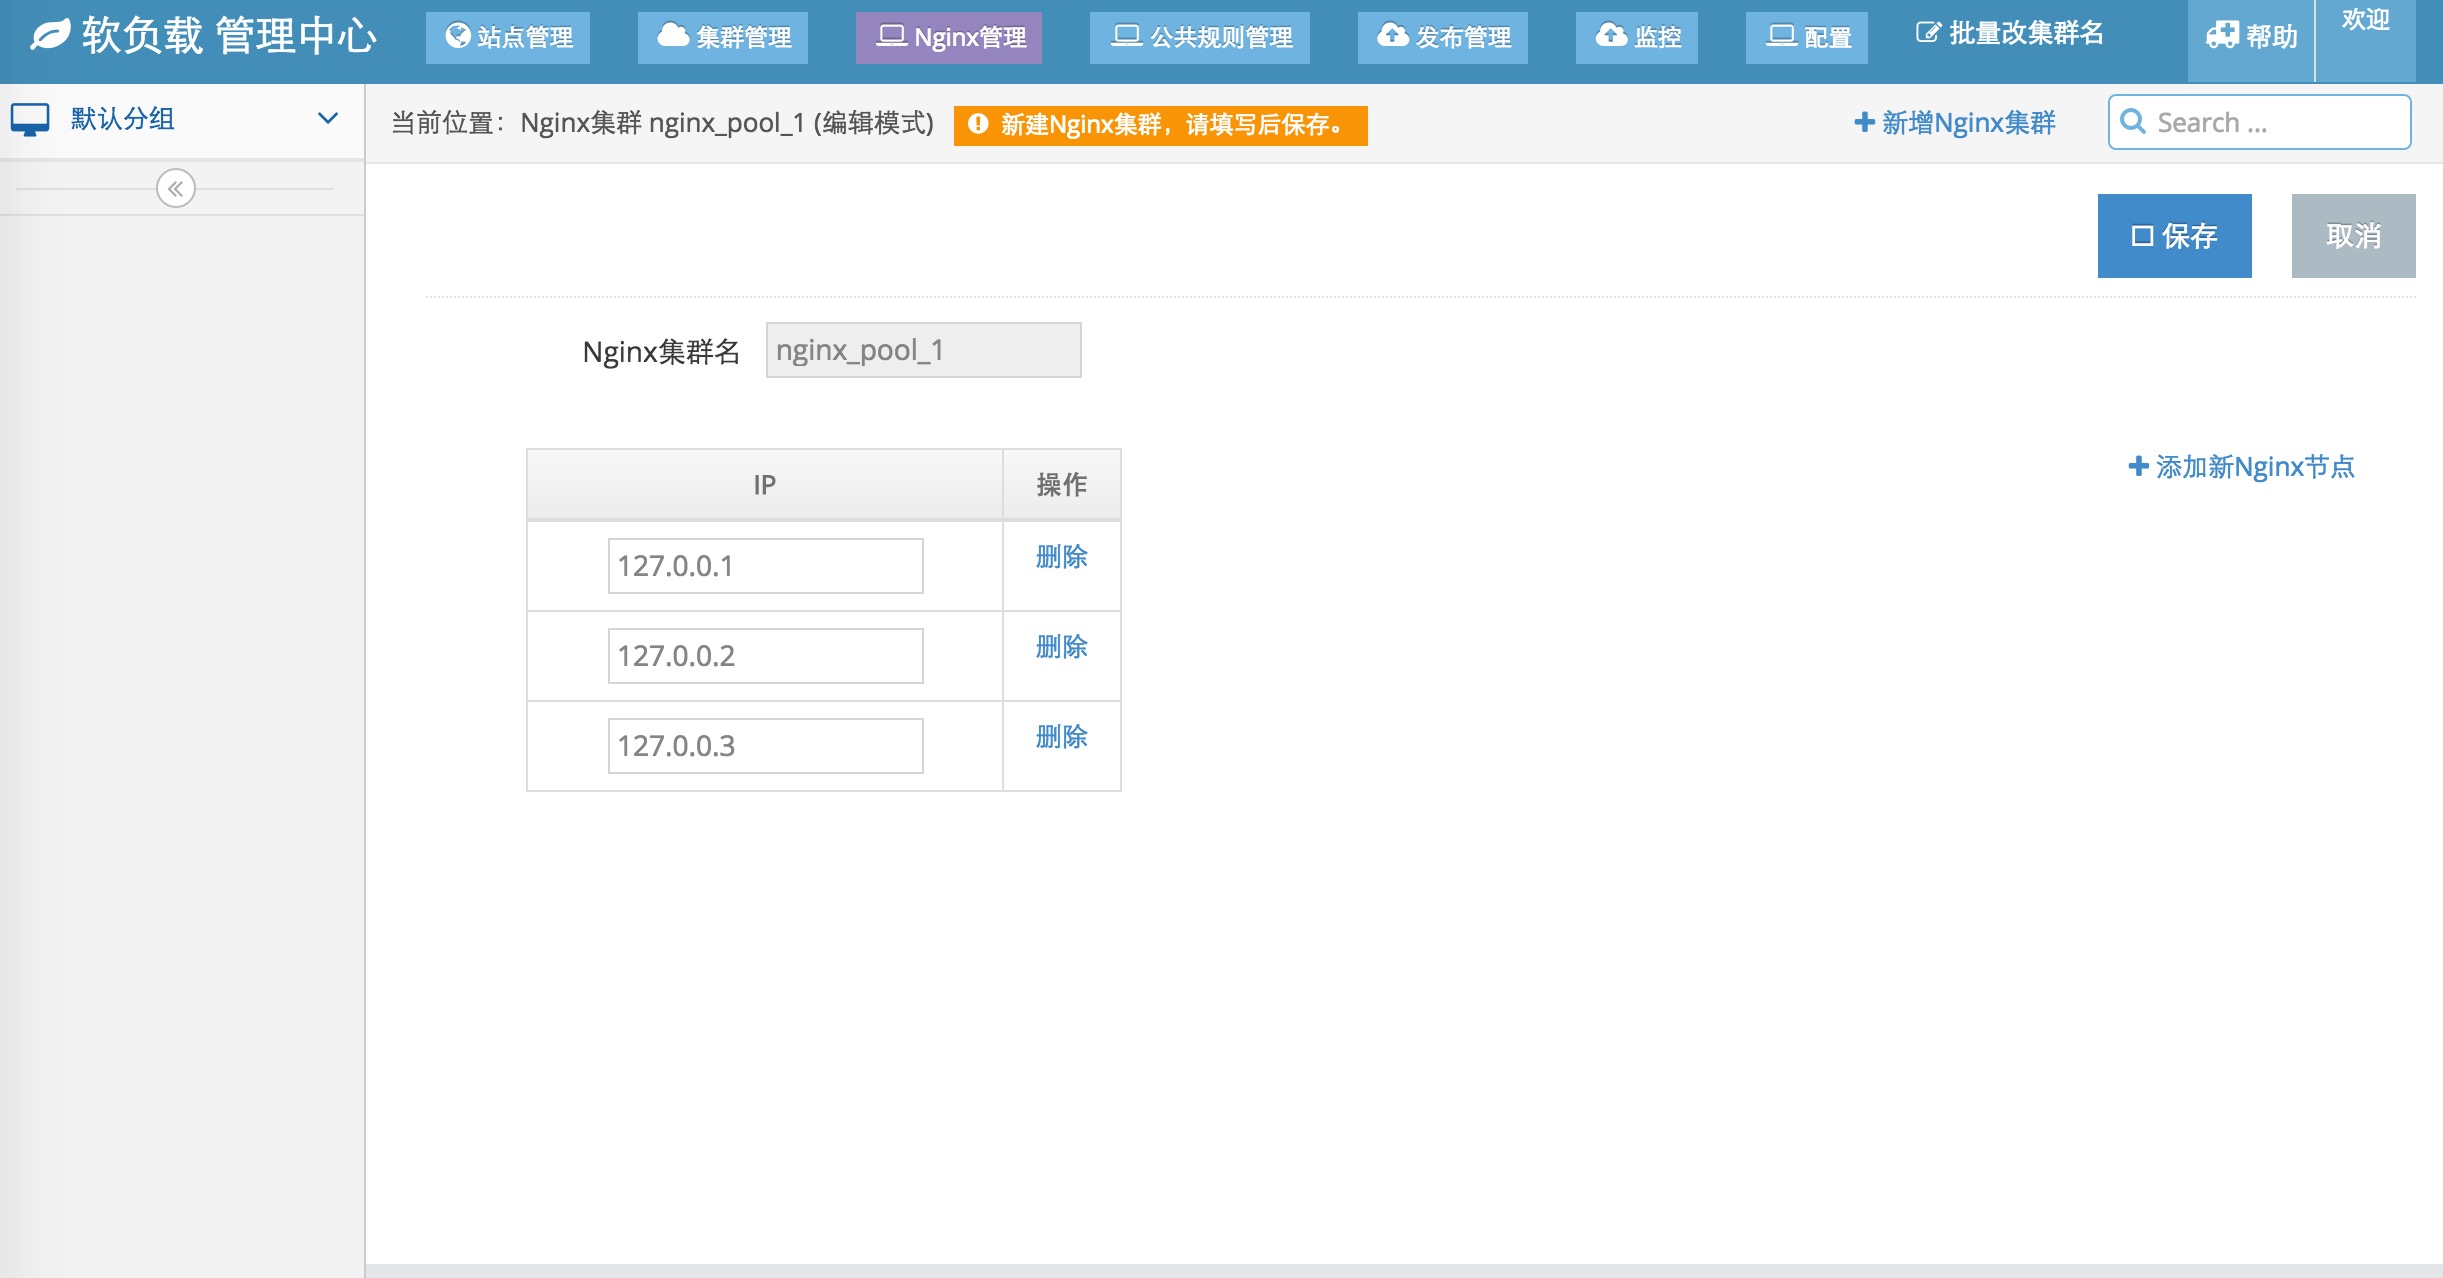 软负载 管理中心
站点管理
集群管理
Nginx管理
公共规则管理
发布管理
监控
配置
批量改集群名
帮助
欢迎
默认分组
当前位置： Nginx集群 nginx_pool_1 (编辑模式)
新建Nginx集群，请填写后保存。
新增Nginx集群
Search ...
保存
取消
Nginx集群名
nginx_pool_1
IP 操作
添加新Nginx节点
127.0.0.1 删除
127.0.0.2 删除
127.0.0.3 删除